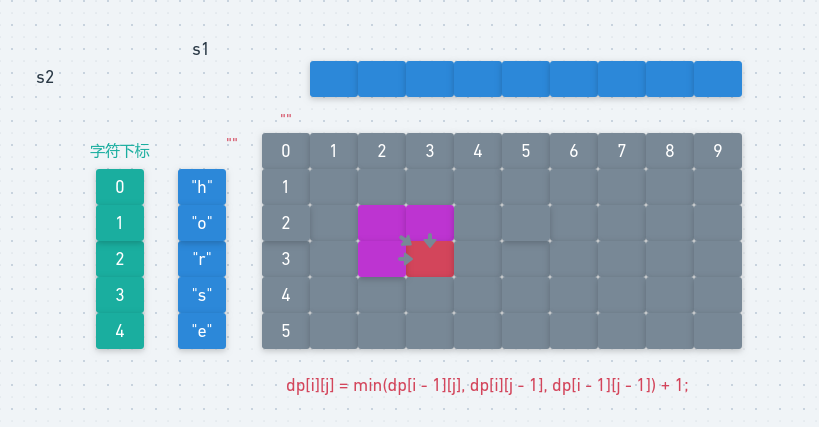 s1
s2
""
""
字符下标
0 1 2 3 4 5 6 7 8 9
0 "h" 1
1 "o" 2
2 "r" 3
3 "s" 4
4 "e" 5
dp[i][j] = min(dp[i - 1][j], dp[i][j - 1], dp[i - 1][j - 1]) + 1;